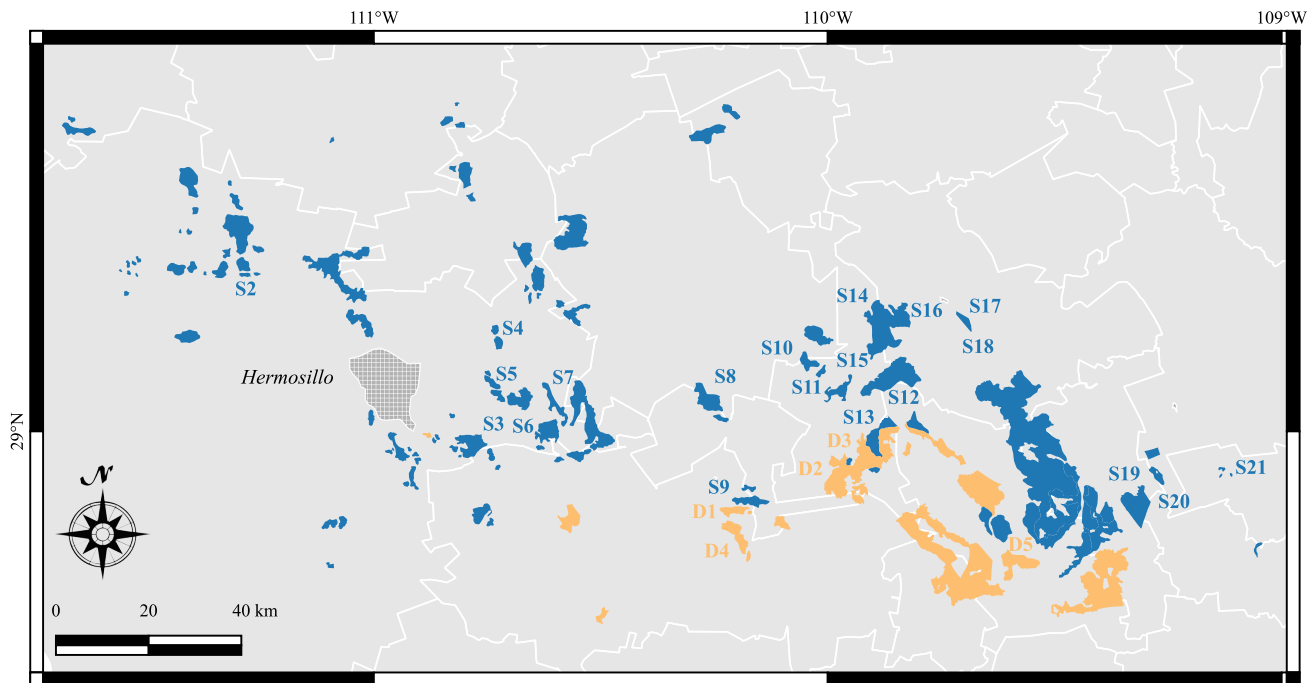 111°W
110°W
109°W
S2
S14
S16
S17
S4
S10
S18
S15
Hermosillo
S5
S7
S8
S11
S12
S3
S6
S13
29°N
D3
D2
S19
S21
N
S9
S20
D1
D4
D5
0
20
40 km